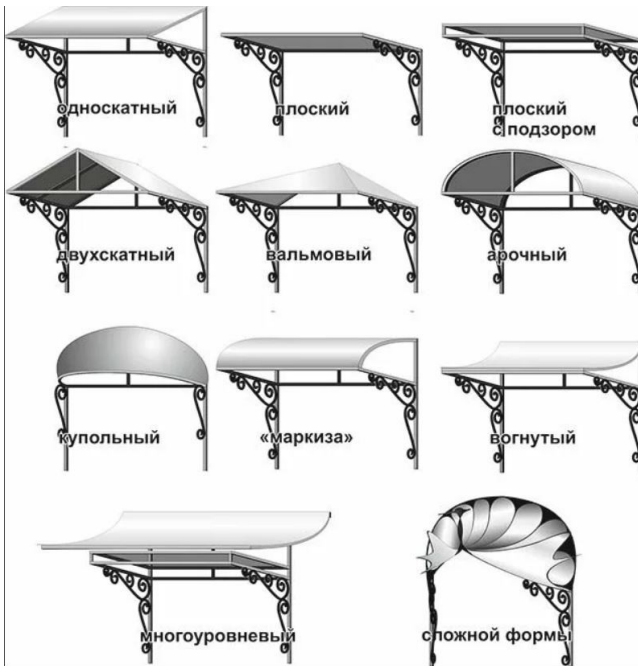 односкатный
плоский
плоский
с подзором
двухскатный
вальмовый
арочный
купольный
«маркиза»
вогнутый
многоуровневый
сложной формы